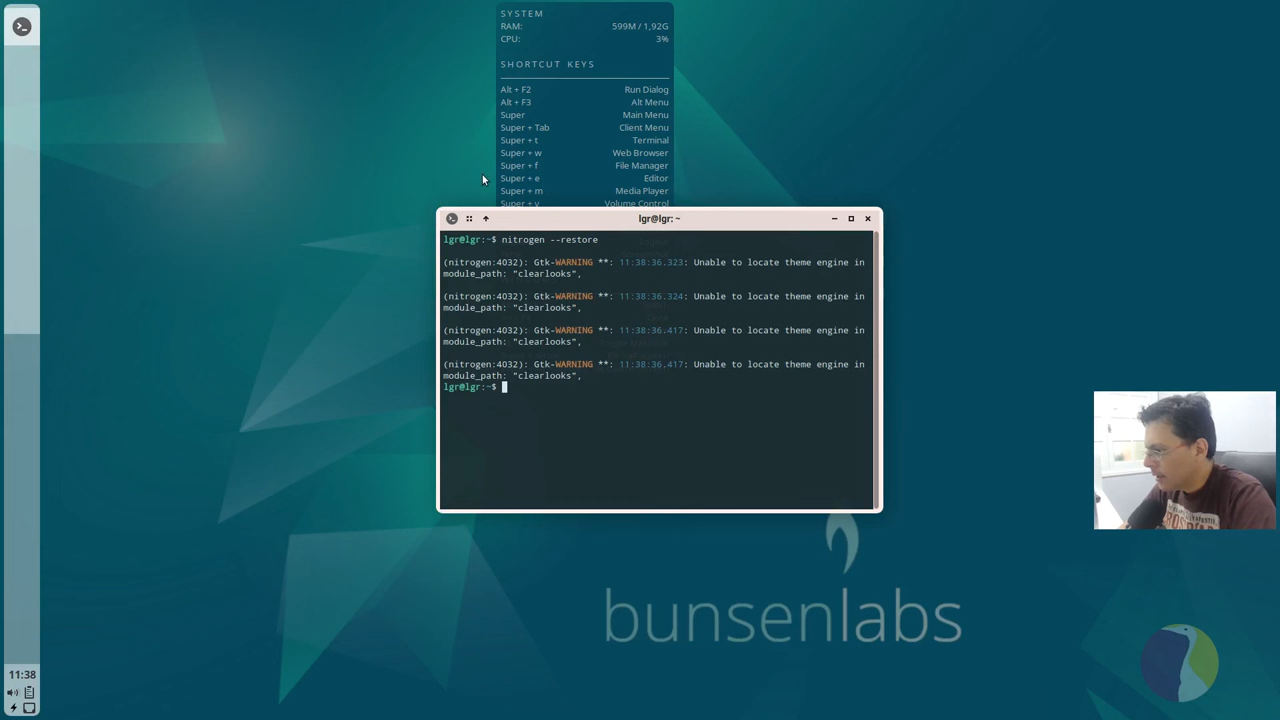 SYSTEM
RAM: 599M / 1,92G
CPU: 3%
SHORTCUT KEYS
Alt + F2 Run Dialog
Alt + F3 Alt Menu
Super Main Menu
Super + Tab Client Menu
Super + t Terminal
Super + w Web Browser
Super + f File Manager
Super + e Editor
Super + m Media Player
Super + v Volume Control
lgr@lgr: ~
lgr@lgr:~$ nitrogen --restore
(nitrogen:4032): Gtk-WARNING **: 11:38:36.323: Unable to locate theme engine in
module_path: "clearlooks",
(nitrogen:4032): Gtk-WARNING **: 11:38:36.324: Unable to locate theme engine in
module_path: "clearlooks",
(nitrogen:4032): Gtk-WARNING **: 11:38:36.417: Unable to locate theme engine in
module_path: "clearlooks",
(nitrogen:4032): Gtk-WARNING **: 11:38:36.417: Unable to locate theme engine in
module_path: "clearlooks",
lgr@lgr:~$
bunsenlabs
11:38